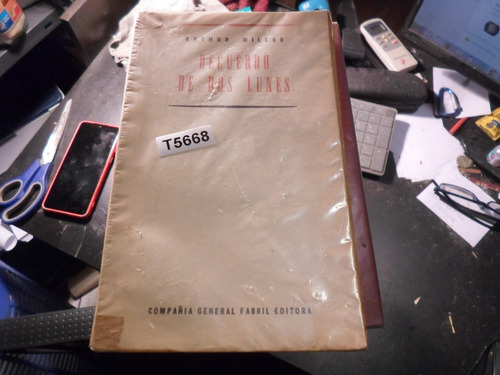 ARTHUR MILLER
RECUERDO
DE DOS LUNES
T5668
COMPAÑIA GENERAL FABRIL EDITORA